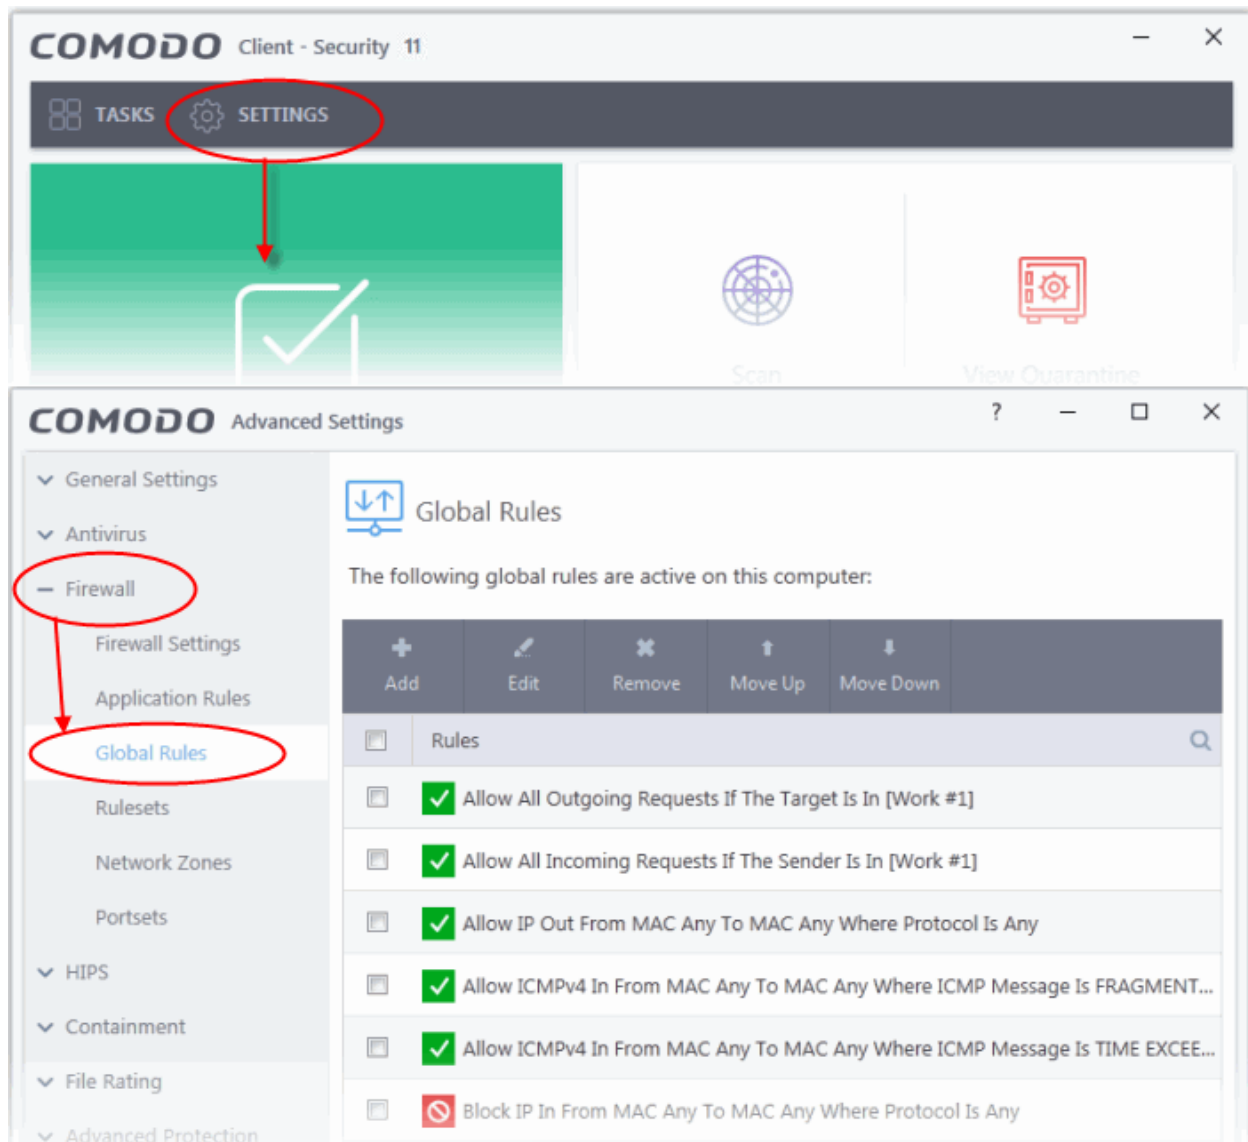 COMODO Client - Security 11
TASKS SETTINGS
Scan View Quarantine
COMODO Advanced Settings ?
General Settings
Antivirus
Firewall
Firewall Settings
Application Rules
Global Rules
Rulesets
Network Zones
Portsets
HIPS
Containment
File Rating
Advanced Protection
Global Rules
The following global rules are active on this computer:
Add Edit Remove Move Up Move Down
Rules
Allow All Outgoing Requests If The Target Is In [Work #1]
Allow All Incoming Requests If The Sender Is In [Work #1]
Allow IP Out From MAC Any To MAC Any Where Protocol Is Any
Allow ICMPv4 In From MAC Any To MAC Any Where ICMP Message Is FRAGMENT...
Allow ICMPv4 In From MAC Any To MAC Any Where ICMP Message Is TIME EXCEE...
Block IP In From MAC Any To MAC Any Where Protocol Is Any